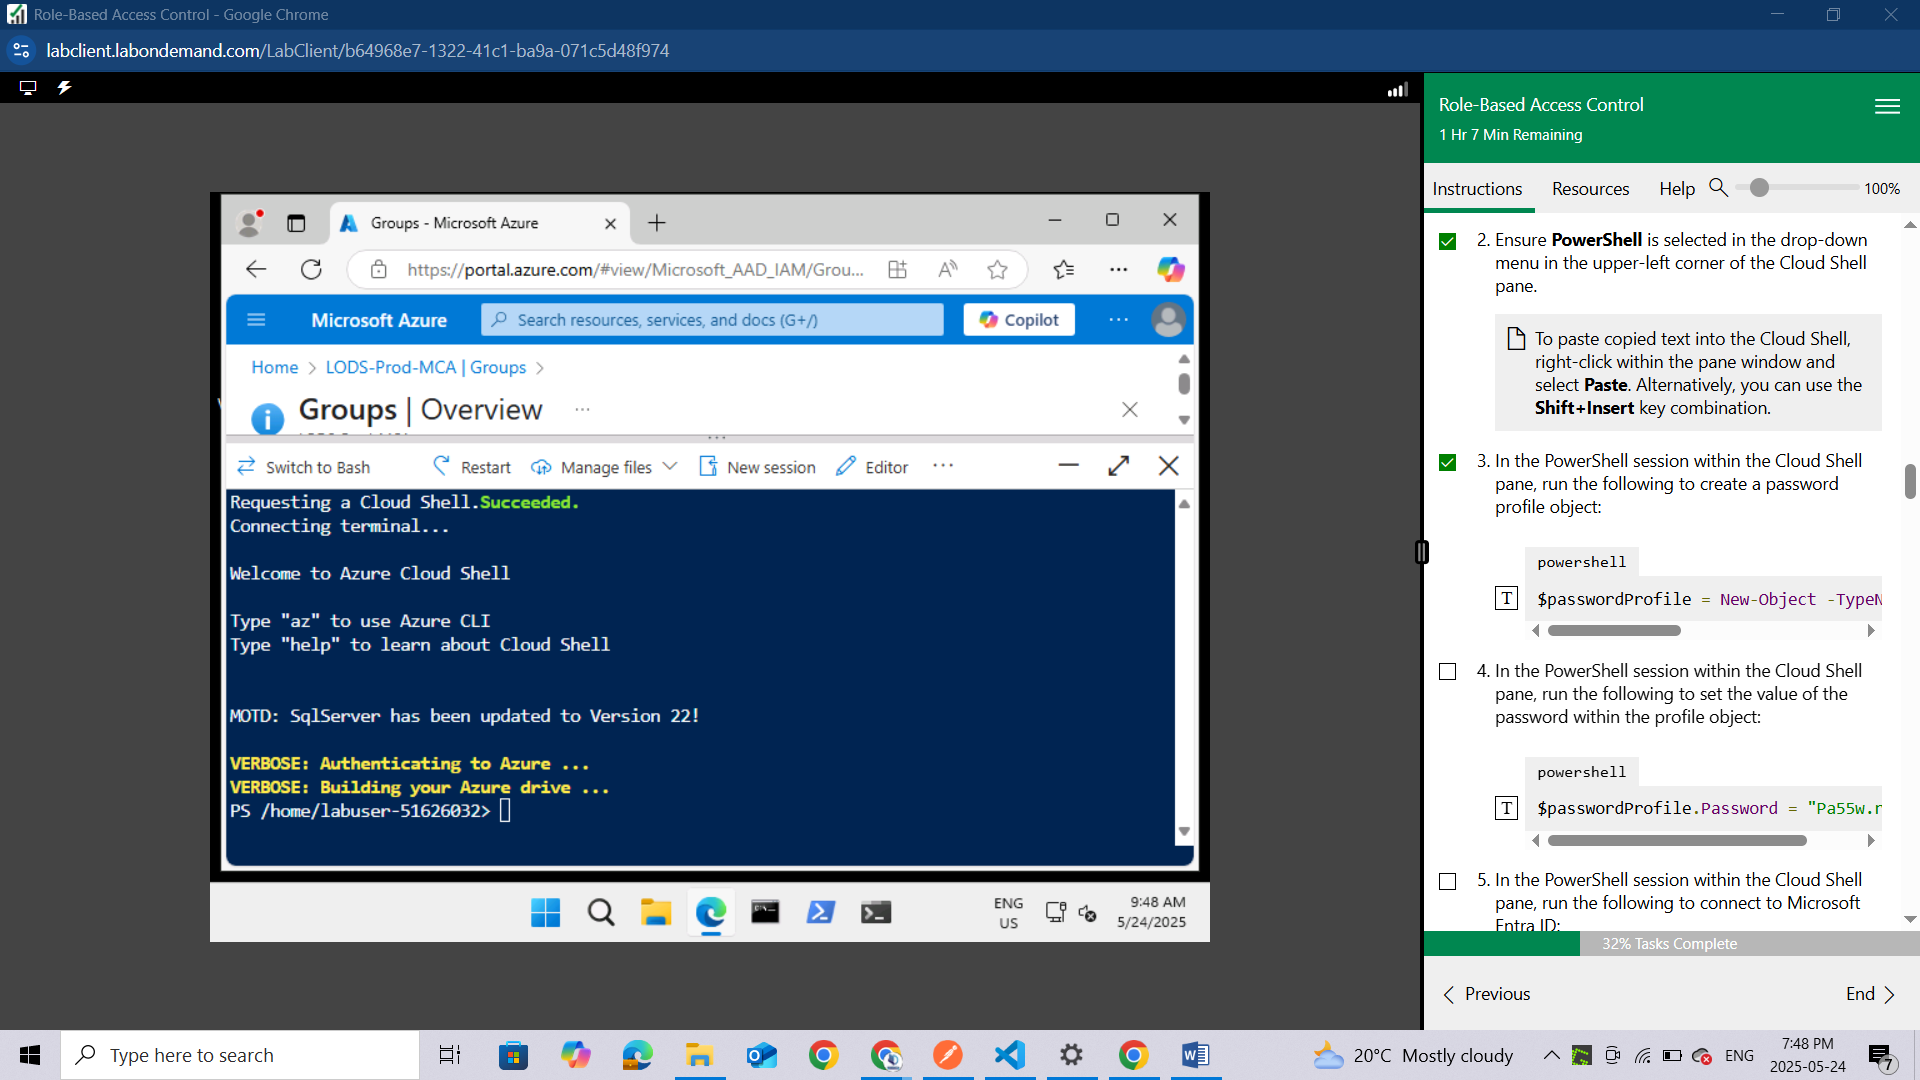 Role-Based Access Control - Google Chrome
labclient.labondemand.com/LabClient/b64968e7-1322-41c1-ba9a-071c5d48f974
Role-Based Access Control
1 Hr 7 Min Remaining
Instructions
Resources
Help
100%
2. Ensure PowerShell is selected in the drop-down
menu in the upper-left corner of the Cloud Shell
pane.
To paste copied text into the Cloud Shell,
right-click within the pane window and
select Paste. Alternatively, you can use the
Shift+Insert key combination.
3. In the PowerShell session within the Cloud Shell
pane, run the following to create a password
profile object:
powershell
T
$passwordProfile = New-Object -TypeN
4. In the PowerShell session within the Cloud Shell
pane, run the following to set the value of the
password within the profile object:
powershell
T
$passwordProfile.Password = "Pa55w.r
5. In the PowerShell session within the Cloud Shell
pane, run the following to connect to Microsoft
Entra ID:
32% Tasks Complete
Previous
End
Groups - Microsoft Azure
https://portal.azure.com/#view/Microsoft_AAD_IAM/Grou...
Microsoft Azure
Search resources, services, and docs (G+/)
Copilot
Home > LODS-Prod-MCA | Groups >
Groups | Overview
Switch to Bash
Restart
Manage files
New session
Editor
Requesting a Cloud Shell.Succeeded.
Connecting terminal...
Welcome to Azure Cloud Shell
Type "az" to use Azure CLI
Type "help" to learn about Cloud Shell
MOTD: SqlServer has been updated to Version 22!
VERBOSE: Authenticating to Azure ...
VERBOSE: Building your Azure drive ...
PS /home/labuser-51626032>
ENG
US
9:48 AM
5/24/2025
Type here to search
20°C Mostly cloudy
ENG
7:48 PM
2025-05-24
7